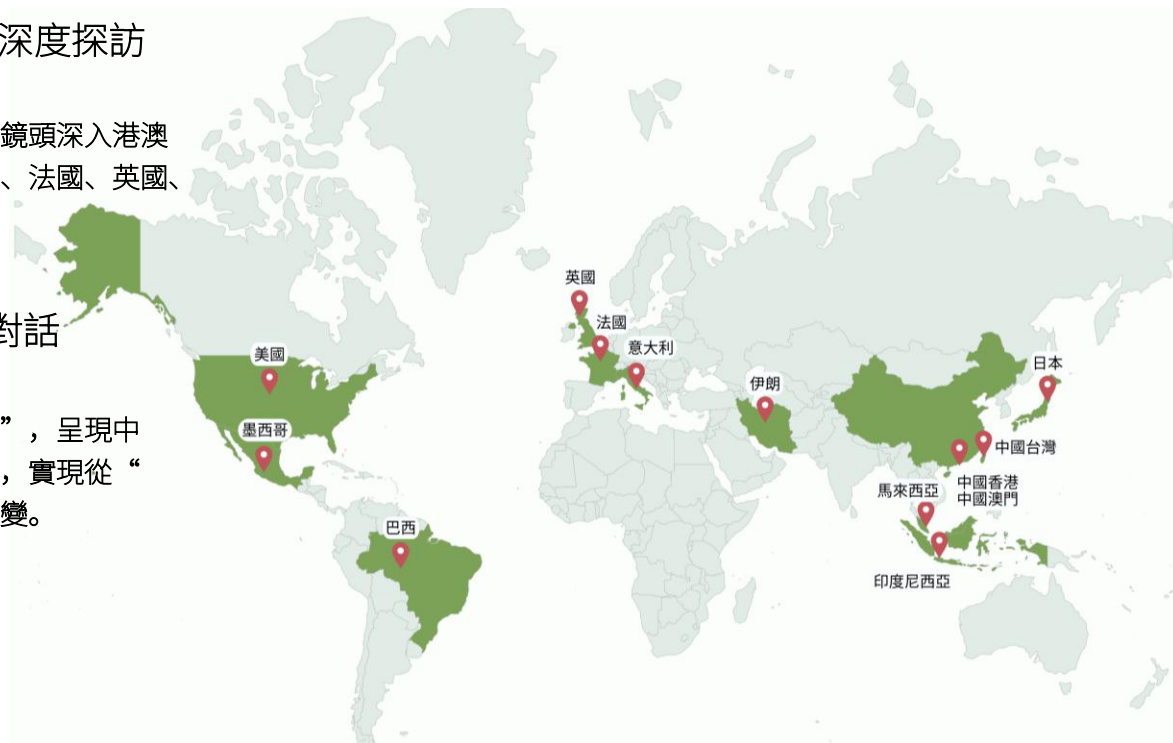 深度探訪
鏡頭深入港澳
、法國、英國、
對話
”，呈現中
，實現從“
變。
英國
法國
意大利
美國
墨西哥
巴西
伊朗
日本
中國台灣
中國香港
中國澳門
馬來西亞
印度尼西亞